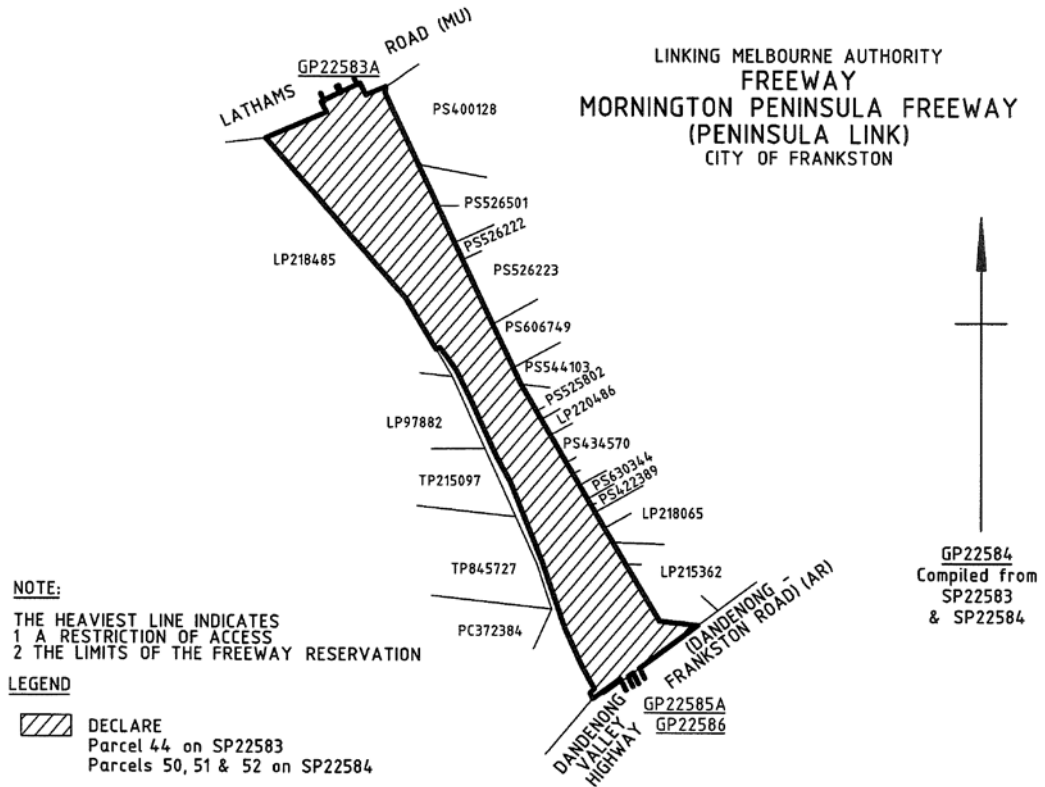 LINKING MELBOURNE AUTHORITY
FREEWAY
MORNINGTON PENINSULA FREEWAY
(PENINSULA LINK)
CITY OF FRANKSTON
LATHAMS
ROAD (MU)
GP22583A
PS400128
PS526501
PS526222
LP218485
PS526223
PS606749
PS544103
PS525802
LP220486
LP97882
PS434570
PS630344
PS422389
TP215097
LP218065
TP845727
LP215362
PC372384
(DANDENONG -
FRANKSTON ROAD) (AR)
DANDENONG
VALLEY
HIGHWAY
GP22585A
GP22586
GP22584
Compiled from
SP22583
& SP22584
NOTE:
THE HEAVIEST LINE INDICATES
1 A RESTRICTION OF ACCESS
2 THE LIMITS OF THE FREEWAY RESERVATION
LEGEND
DECLARE
Parcel 44 on SP22583
Parcels 50, 51 & 52 on SP22584